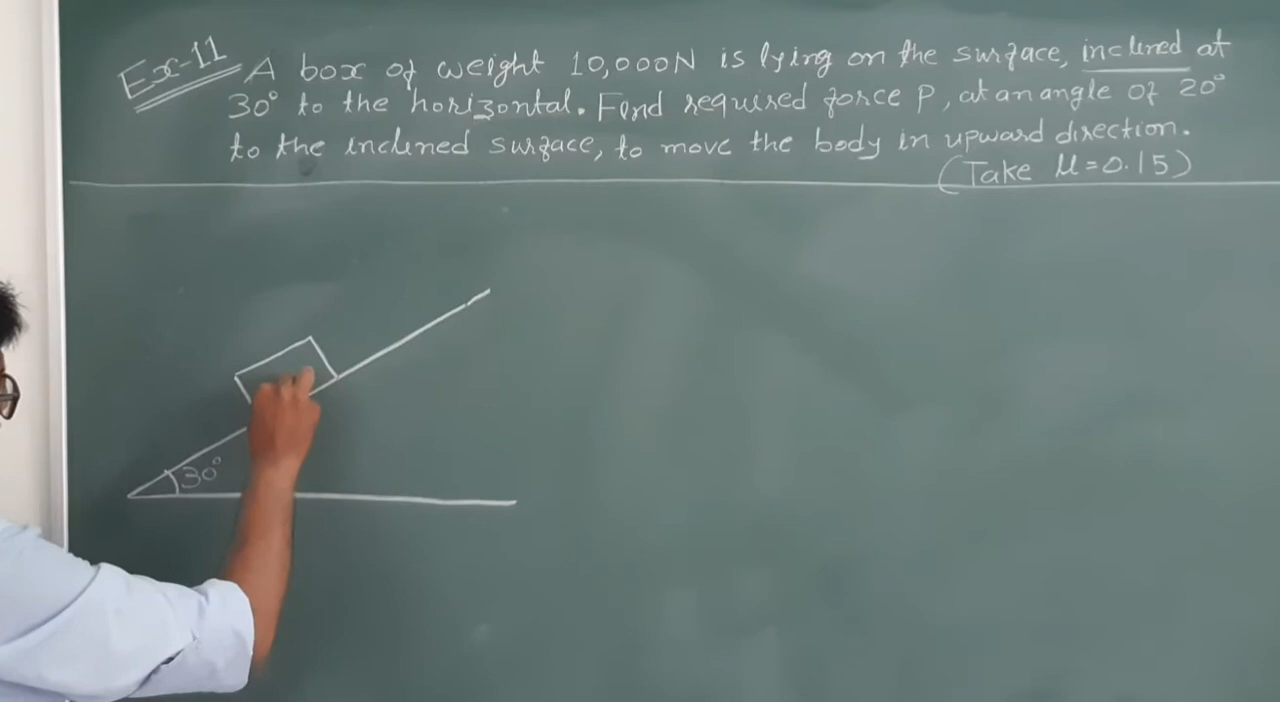 Ex-11
A box of weight 10,000N is lying on the surface, inclined at
30° to the horizontal. Find required force P, at an angle of 20°
to the inclined surface, to move the body in upward direction.
(Take μ=0.15)
30°